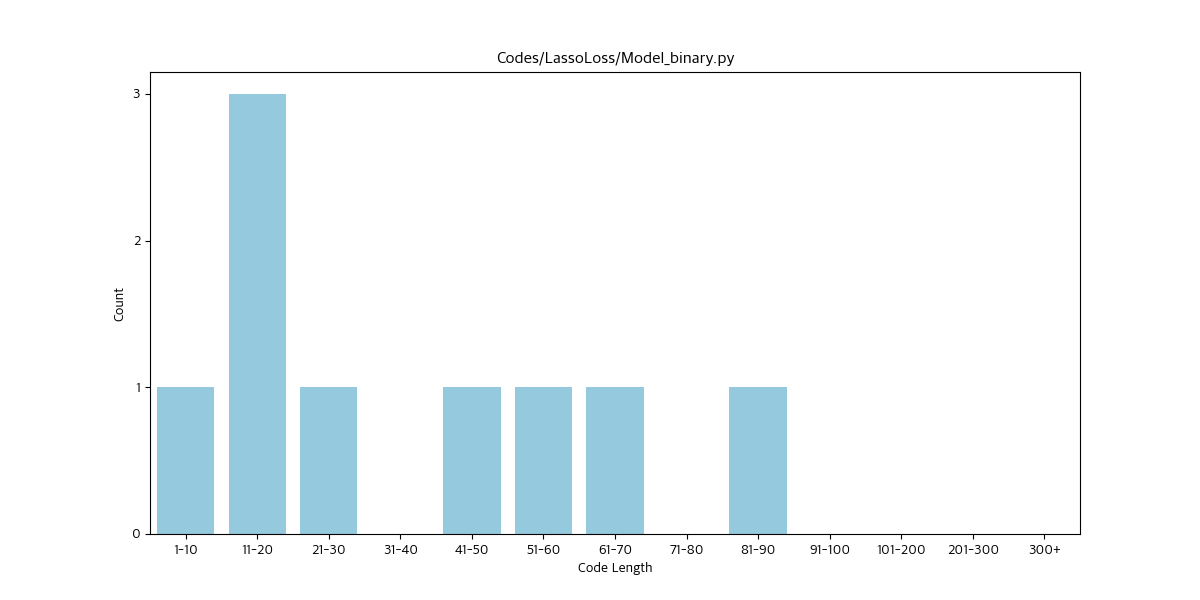 Codes/LassoLoss/Model_binary.py
3
2
1
0
Count
1-10 11-20 21-30 31-40 41-50 51-60 61-70 71-80 81-90 91-100 101-200 201-300 300+
Code Length